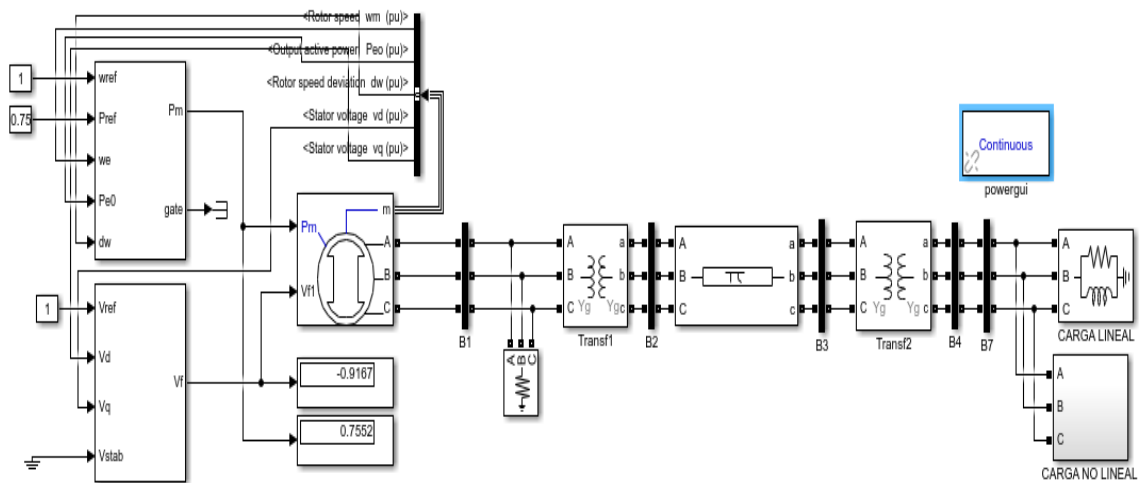 <Rotor speed wm (pu)>
<Output active power Peo (pu)>
<Rotor speed deviation dw (pu)>
<Stator voltage vd (pu)>
<Stator voltage vq (pu)>
1
0.75
wref
Pref
we
Pe0
dw
Pm
gate
1
Vref
Vd
Vq
Vstab
Vf
Pm
Vf1
m
A
B
C
-0.9167
0.7552
B1
A
B
C
A
B
C
a
b
c
Yg
Yg
Transf1
B2
A
B
C
a
b
c
B3
A
B
C
a
b
c
Yg
Yg
Transf2
B4
B7
Continuous
powergui
A
B
C
CARGA LINEAL
A
B
C
CARGA NO LINEAL